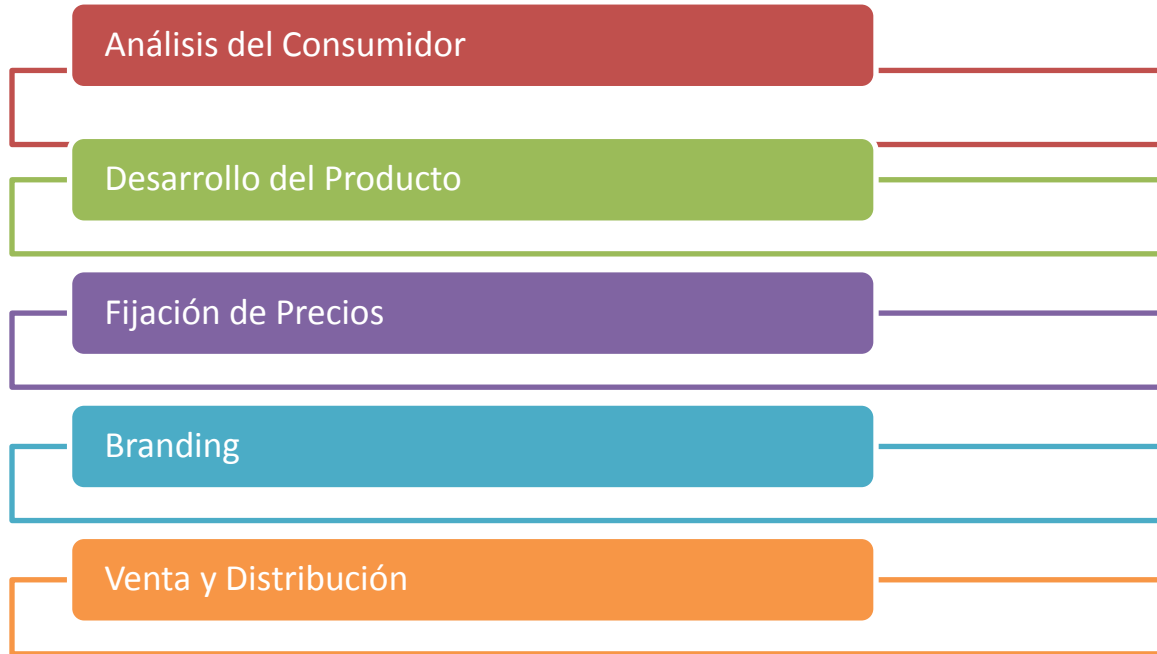 Análisis del Consumidor
Desarrollo del Producto
Fijación de Precios
Branding
Venta y Distribución